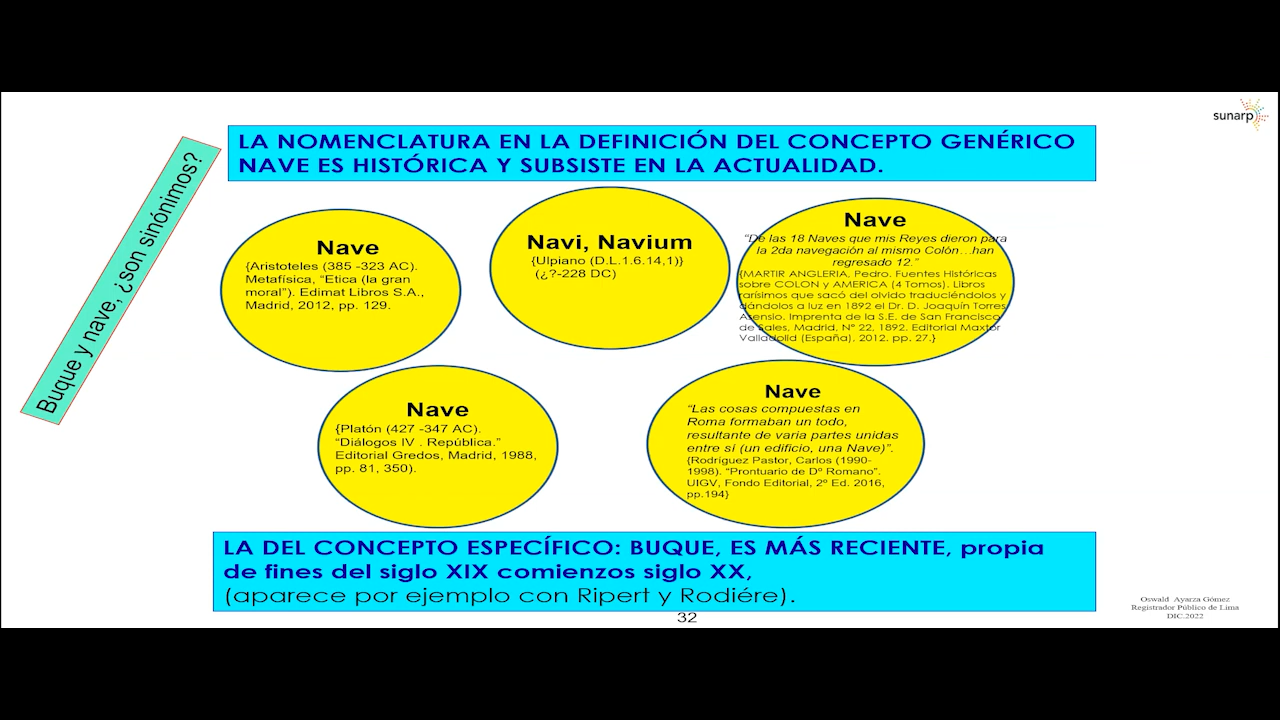 sunarp
Buque y nave, ¿son sinónimos?
LA NOMENCLATURA EN LA DEFINICIÓN DEL CONCEPTO GENÉRICO
NAVE ES HISTÓRICA Y SUBSISTE EN LA ACTUALIDAD.
Nave
{Aristoteles (385 -323 AC).
Metafísica, “Etica (la gran
moral”). Edimat Libros S.A.,
Madrid, 2012, pp. 129.
Navi, Navium
{Ulpiano (D.L.1.6.14,1)}
(¿?-228 DC)
Nave
“De las 18 Naves que mis Reyes dieron para
la 2da navegación al mismo Colón…han
regresado 12.”
{MARTIR ANGLERIA, Pedro. Fuentes Históricas
sobre COLON y AMERICA (4 Tomos). Libros
rarísimos que sacó del olvido traduciéndolos y
dándolos a luz en 1892 el Dr. D. Joaquín Torres
Asensio. Imprenta de la S.E. de San Francisco
de Sales, Madrid, N° 22, 1892. Editorial Maxtor
Valladolid (España), 2012. pp. 27.}
Nave
{Platón (427 -347 AC).
“Diálogos IV . República.”
Editorial Gredos, Madrid, 1988,
pp. 81, 350).
Nave
“Las cosas compuestas en
Roma formaban un todo,
resultante de varia partes unidas
entre sí (un edificio, una Nave)”.
{Rodríguez Pastor, Carlos (1990-
1998). “Prontuario de Dº Romano”.
UIGV, Fondo Editorial, 2º Ed. 2016,
pp.194}
LA DEL CONCEPTO ESPECÍFICO: BUQUE, ES MÁS RECIENTE, propia
de fines del siglo XIX comienzos siglo XX,
(aparece por ejemplo con Ripert y Rodiére).
32
Oswald Ayarza Gómez
Registrador Público de Lima
DIC.2022